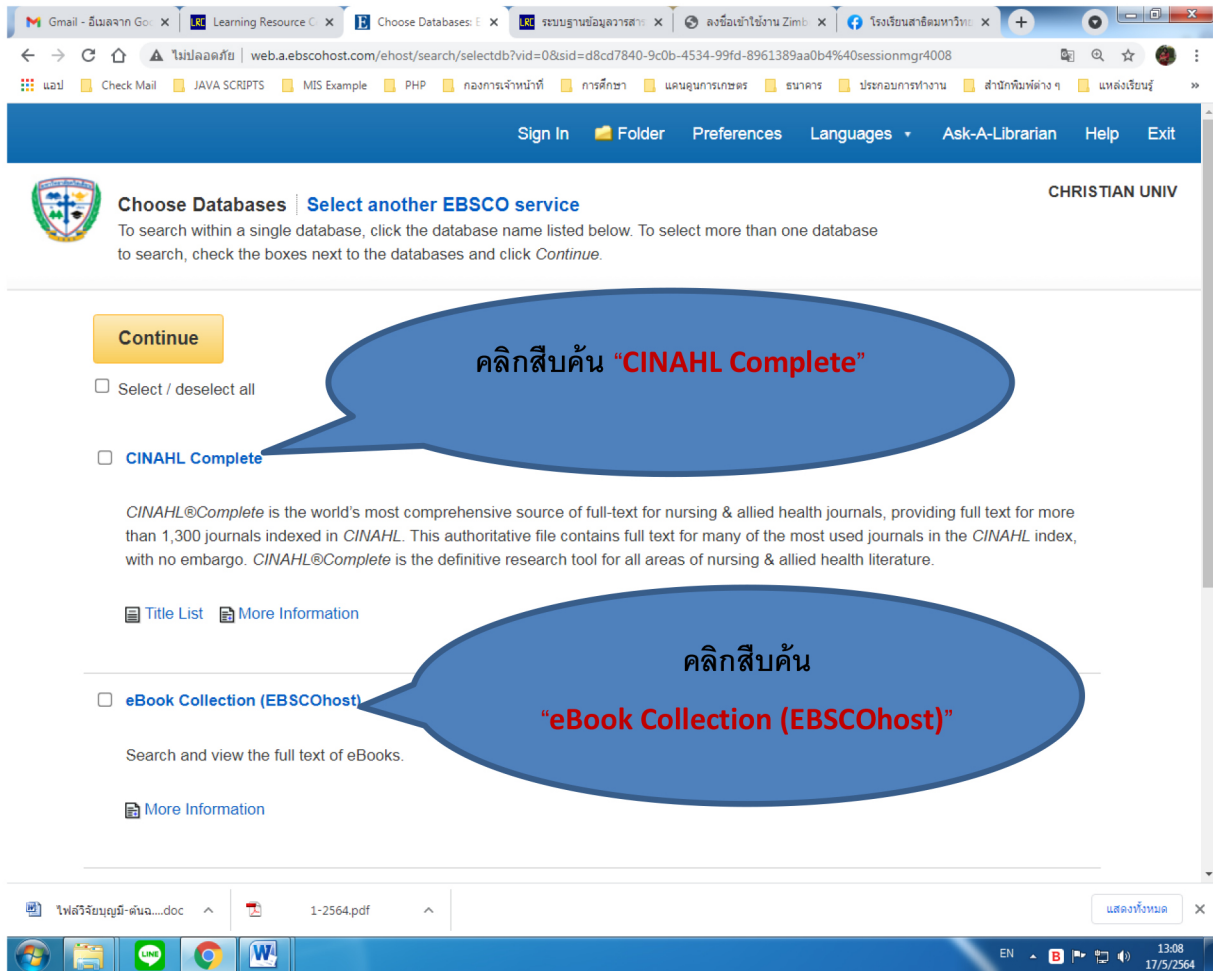 Gmail - อีเมลจาก Goo
Learning Resource C
Choose Databases: E
ระบบฐานข้อมูลวารสาร
ลงชื่อเข้าใช้งาน Zimb
โรงเรียนสาธิตมหาวิทย
ไม่ปลอดภัย | web.a.ebscohost.com/ehost/search/selectdb?vid=0&sid=d8cd7840-9c0b-4534-99fd-8961389aa0b4%40sessionmgr4008
แอป Check Mail JAVA SCRIPTS MIS Example PHP กองการเจ้าหน้าที่ การศึกษา แคนคูนการเกษตร ธนาคาร ประกอบการทำงาน สำนักพิมพ์ต่าง ๆ แหล่งเรียนรู้ »
Sign In Folder Preferences Languages Ask-A-Librarian Help Exit
CHRISTIAN UNIV
Choose Databases Select another EBSCO service
To search within a single database, click the database name listed below. To select more than one database
to search, check the boxes next to the databases and click Continue.
Continue
Select / deselect all
คลิกสืบค้น “CINAHL Complete”
CINAHL Complete
CINAHL®Complete is the world's most comprehensive source of full-text for nursing & allied health journals, providing full text for more
than 1,300 journals indexed in CINAHL. This authoritative file contains full text for many of the most used journals in the CINAHL index,
with no embargo. CINAHL®Complete is the definitive research tool for all areas of nursing & allied health literature.
Title List More Information
คลิกสืบค้น
“eBook Collection (EBSCOhost)”
eBook Collection (EBSCOhost)
Search and view the full text of eBooks.
More Information
ไฟล์วิจัยบุญมี-ต้นฉ....doc
1-2564.pdf
แสดงทั้งหมด
EN
13:08
17/5/2564